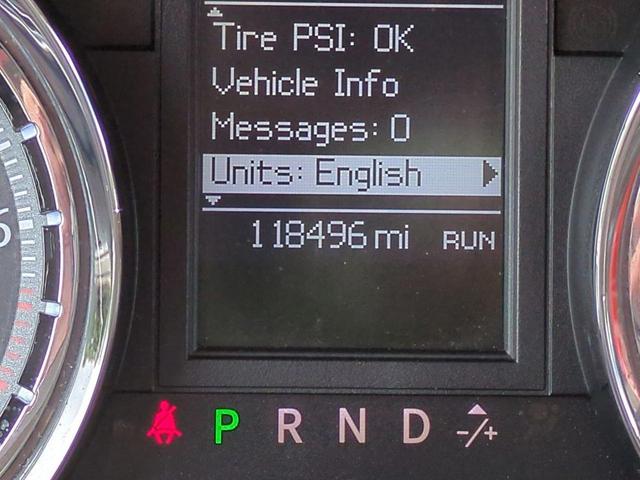 Tire PSI: OK
Vehicle Info
Messages: 0
Units: English
118496 mi RUN
P R N D -/+